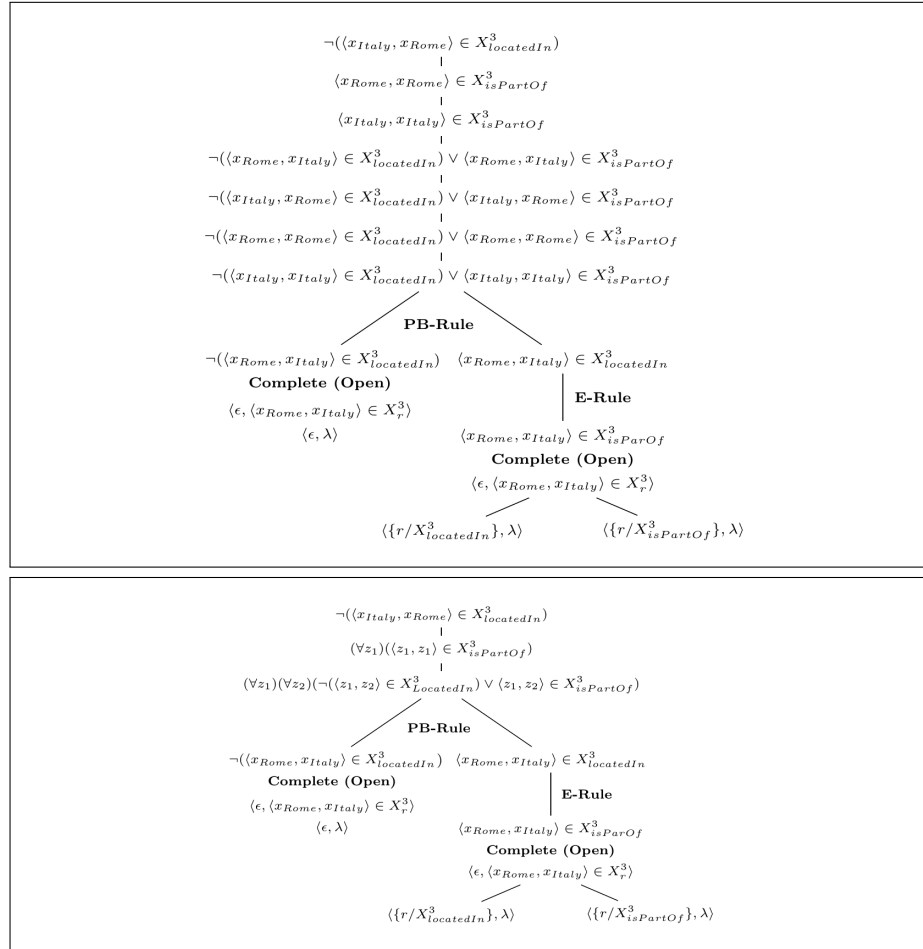 ¬(⟨x_{Italy}, x_{Rome}⟩ ∈ X^3_{locatedIn})
⟨x_{Rome}, x_{Rome}⟩ ∈ X^3_{isPartOf}
⟨x_{Italy}, x_{Italy}⟩ ∈ X^3_{isPartOf}
¬(⟨x_{Rome}, x_{Italy}⟩ ∈ X^3_{locatedIn}) ∨ ⟨x_{Rome}, x_{Italy}⟩ ∈ X^3_{isPartOf}
¬(⟨x_{Italy}, x_{Rome}⟩ ∈ X^3_{locatedIn}) ∨ ⟨x_{Italy}, x_{Rome}⟩ ∈ X^3_{isPartOf}
¬(⟨x_{Rome}, x_{Rome}⟩ ∈ X^3_{locatedIn}) ∨ ⟨x_{Rome}, x_{Rome}⟩ ∈ X^3_{isPartOf}
¬(⟨x_{Italy}, x_{Italy}⟩ ∈ X^3_{locatedIn}) ∨ ⟨x_{Italy}, x_{Italy}⟩ ∈ X^3_{isPartOf}
PB-Rule
¬(⟨x_{Rome}, x_{Italy}⟩ ∈ X^3_{locatedIn}) ⟨x_{Rome}, x_{Italy}⟩ ∈ X^3_{locatedIn}
Complete (Open)
E-Rule
⟨ϵ, ⟨x_{Rome}, x_{Italy}⟩ ∈ X^3_r⟩
⟨ϵ, λ⟩ ⟨x_{Rome}, x_{Italy}⟩ ∈ X^3_{isParOf}
Complete (Open)
⟨ϵ, ⟨x_{Rome}, x_{Italy}⟩ ∈ X^3_r⟩
⟨{r/X^3_{locatedIn}}, λ⟩ ⟨{r/X^3_{isPartOf}}, λ⟩
¬(⟨x_{Italy}, x_{Rome}⟩ ∈ X^3_{locatedIn})
(∀z_1)(⟨z_1, z_1⟩ ∈ X^3_{isPartOf})
(∀z_1)(∀z_2)(¬(⟨z_1, z_2⟩ ∈ X^3_{LocatedIn}) ∨ ⟨z_1, z_2⟩ ∈ X^3_{isPartOf})
PB-Rule
¬(⟨x_{Rome}, x_{Italy}⟩ ∈ X^3_{locatedIn}) ⟨x_{Rome}, x_{Italy}⟩ ∈ X^3_{locatedIn}
Complete (Open)
E-Rule
⟨ϵ, ⟨x_{Rome}, x_{Italy}⟩ ∈ X^3_r⟩
⟨ϵ, λ⟩ ⟨x_{Rome}, x_{Italy}⟩ ∈ X^3_{isParOf}
Complete (Open)
⟨ϵ, ⟨x_{Rome}, x_{Italy}⟩ ∈ X^3_r⟩
⟨{r/X^3_{locatedIn}}, λ⟩ ⟨{r/X^3_{isPartOf}}, λ⟩